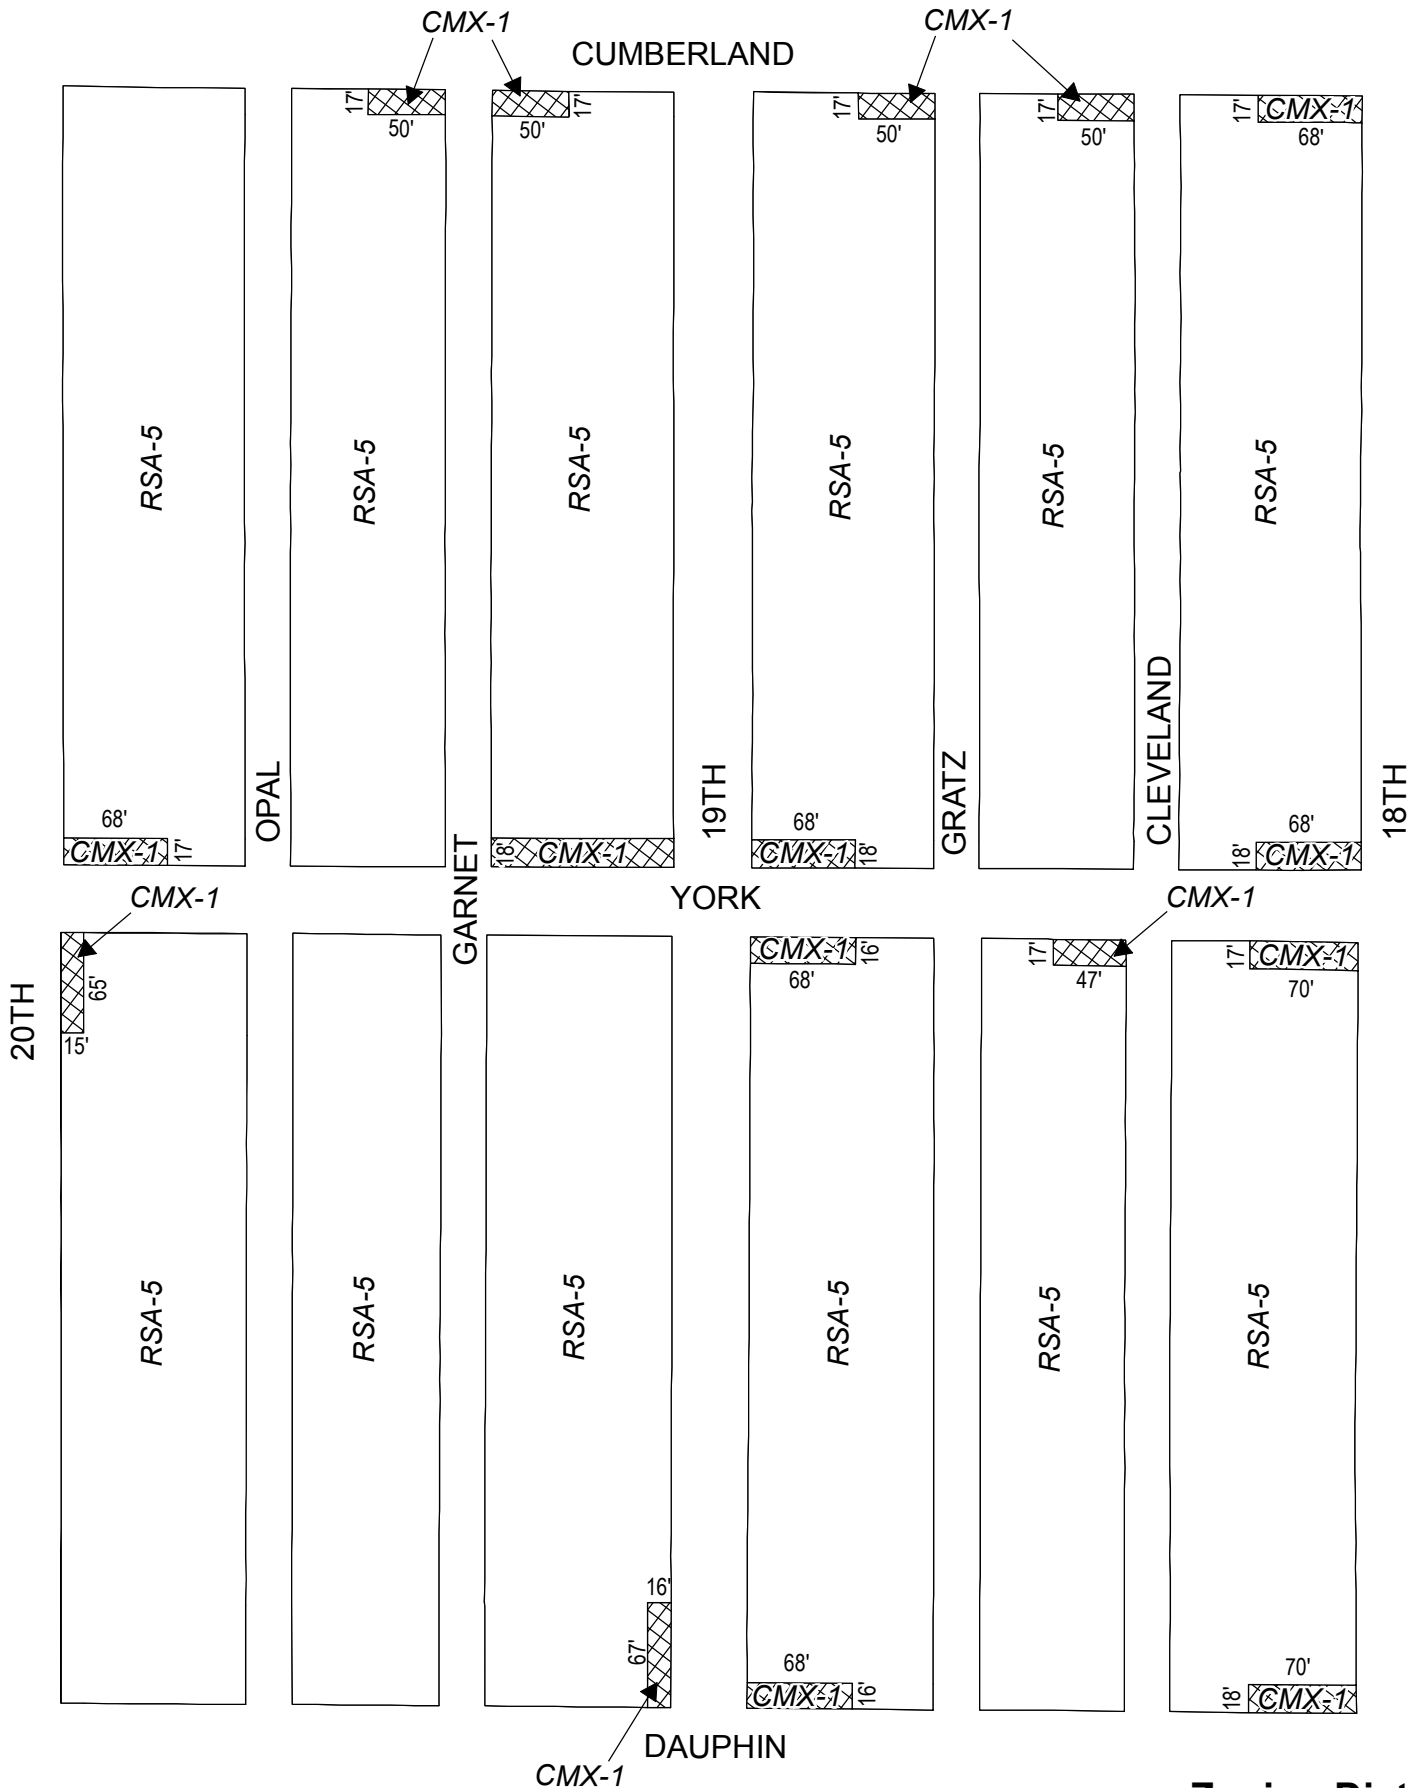 CMX-1 CMX-1
CUMBERLAND
17' 50' 50' 17' 17' 50' 17' 50' 17' CMX-1 68'
RSA-5 RSA-5 RSA-5 RSA-5 RSA-5 RSA-5
OPAL GARNET 19TH GRATZ CLEVELAND 18TH
68' 68' 68'
CMX-1 17' 18' CMX-1 CMX-1 18' 18' CMX-1
YORK
CMX-1 CMX-1
20TH
65' 15' CMX-1 16' 68' 17' 47' 17' CMX-1 70'
RSA-5 RSA-5 RSA-5 RSA-5 RSA-5 RSA-5
16' 67' 68' CMX-1 16' 70' 18' CMX-1
DAUPHIN
CMX-1